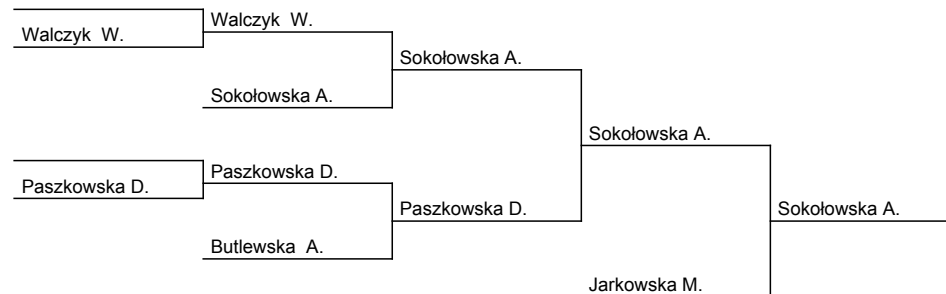 Walczyk  W.
Walczyk  W.
Sokołowska A.
Sokołowska A.
Sokołowska A.
Paszkowska D.
Paszkowska D.
Paszkowska D.
Sokołowska A.
Butlewska  A.
Jarkowska M.